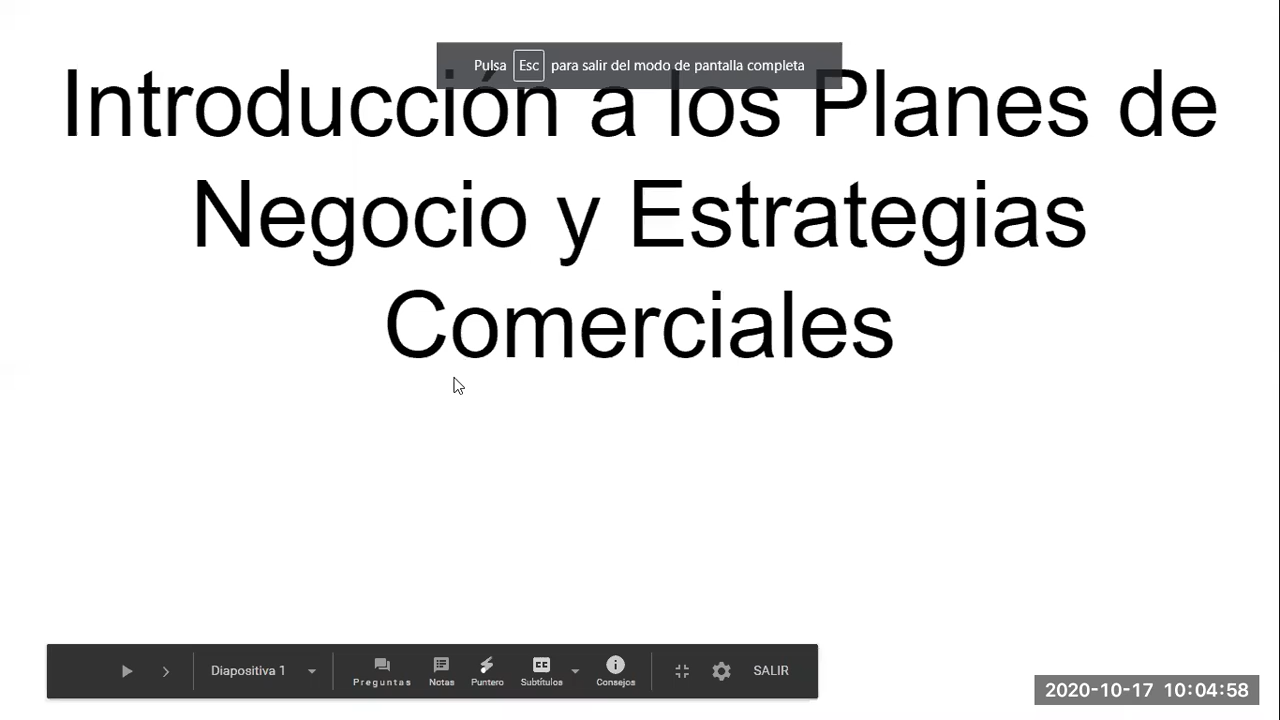 Pulsa Esc para salir del modo de pantalla completa
Introducción a los Planes de
Negocio y Estrategias
Comerciales
Diapositiva 1
Preguntas
Notas
Puntero
CC
Subtítulos
Consejos
SALIR
2020-10-17 10:04:58